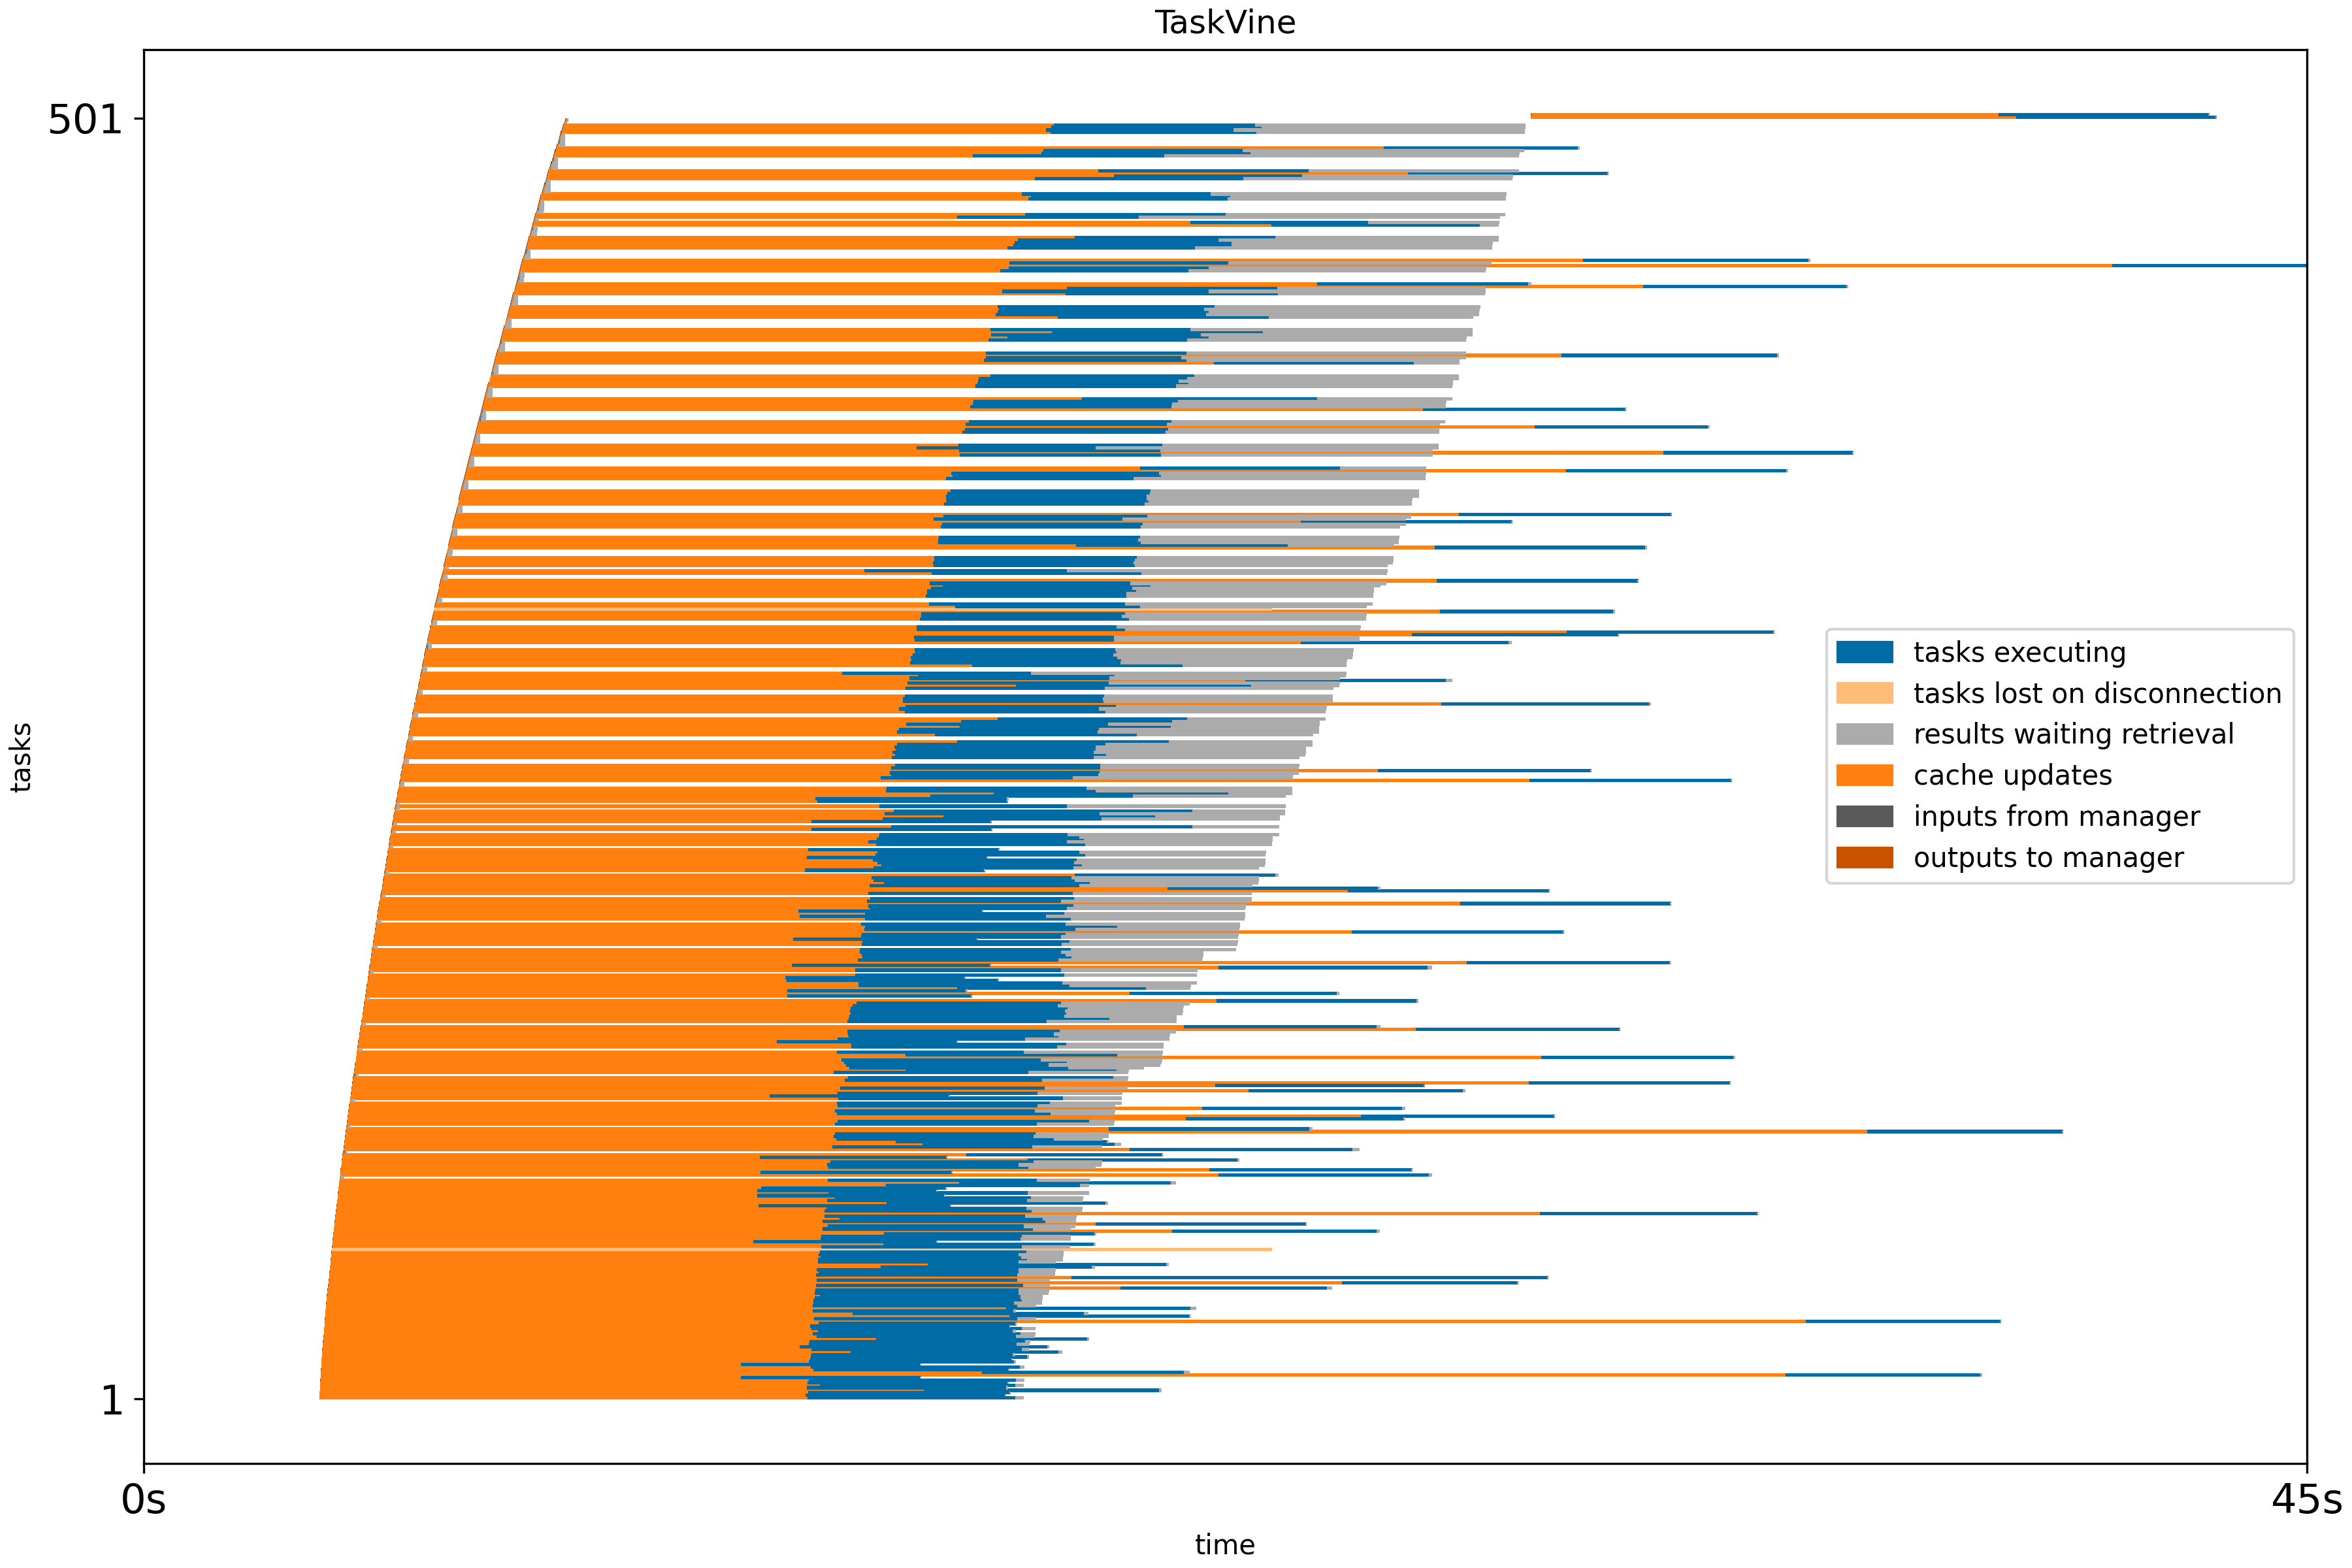 TaskVine
501
tasks
1
tasks executing
tasks lost on disconnection
results waiting retrieval
cache updates
inputs from manager
outputs to manager
0s
45s
time